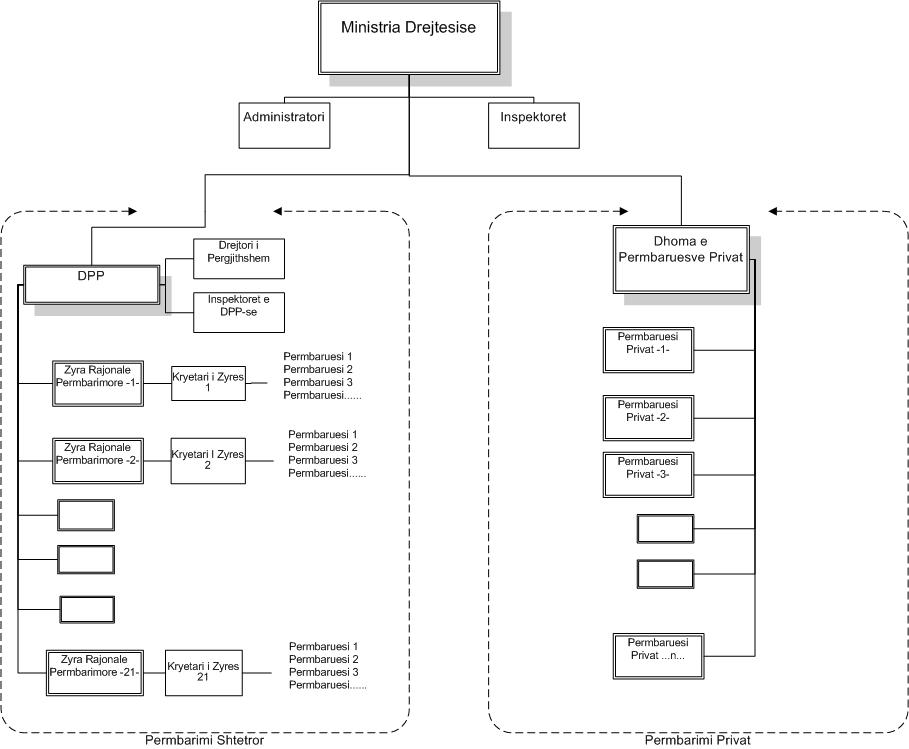 Ministria Drejtesise
Administratori
Inspektoret
DPP
Drejtori i
Pergjithshem
Inspektoret e
DPP-se
Zyra Rajonale
Permbarimore -1-
Kryetari i Zyres
1
Permbaruesi 1
Permbaruesi 2
Permbaruesi 3
Permbaruesi......
Zyra Rajonale
Permbarimore -2-
Kryetari I Zyres
2
Permbaruesi 1
Permbaruesi 2
Permbaruesi 3
Permbaruesi......
Zyra Rajonale
Permbarimore -21-
Kryetari i Zyres
21
Permbaruesi 1
Permbaruesi 2
Permbaruesi 3
Permbaruesi......
Permbarimi Shtetror
Dhoma e
Permbaruesve Privat
Permbaruesi
Privat -1-
Permbaruesi
Privat -2-
Permbaruesi
Privat -3-
Permbaruesi
Privat ...n...
Permbarimi Privat